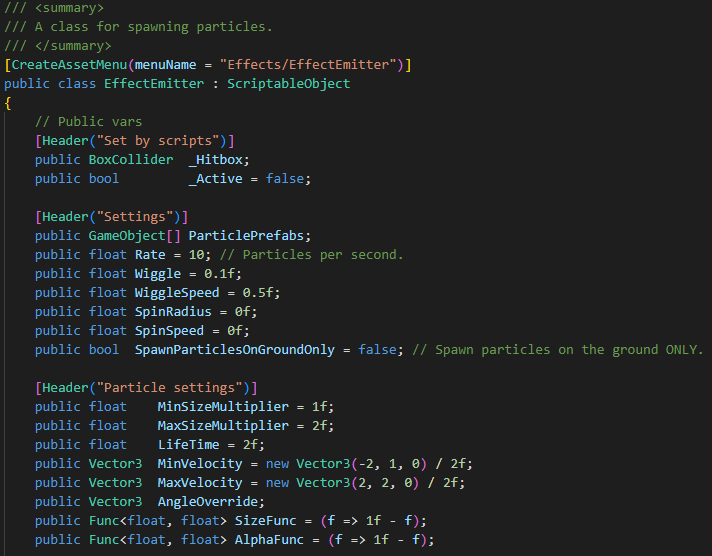 /// <summary>
/// A class for spawning particles.
/// </summary>
[CreateAssetMenu(menuName = "Effects/EffectEmitter")]
public class EffectEmitter : ScriptableObject
{
    // Public vars
    [Header("Set by scripts")]
    public BoxCollider  _Hitbox;
    public bool         _Active = false;

    [Header("Settings")]
    public GameObject[] ParticlePrefabs;
    public float Rate = 10; // Particles per second.
    public float Wiggle = 0.1f;
    public float WiggleSpeed = 0.5f;
    public float SpinRadius = 0f;
    public float SpinSpeed = 0f;
    public bool  SpawnParticlesOnGroundOnly = false; // Spawn particles on the ground ONLY.

    [Header("Particle settings")]
    public float    MinSizeMultiplier = 1f;
    public float    MaxSizeMultiplier = 2f;
    public float    LifeTime = 2f;
    public Vector3  MinVelocity = new Vector3(-2, 1, 0) / 2f;
    public Vector3  MaxVelocity = new Vector3(2, 2, 0) / 2f;
    public Vector3  AngleOverride;
    public Func<float, float> SizeFunc = (f => 1f - f);
    public Func<float, float> AlphaFunc = (f => 1f - f);